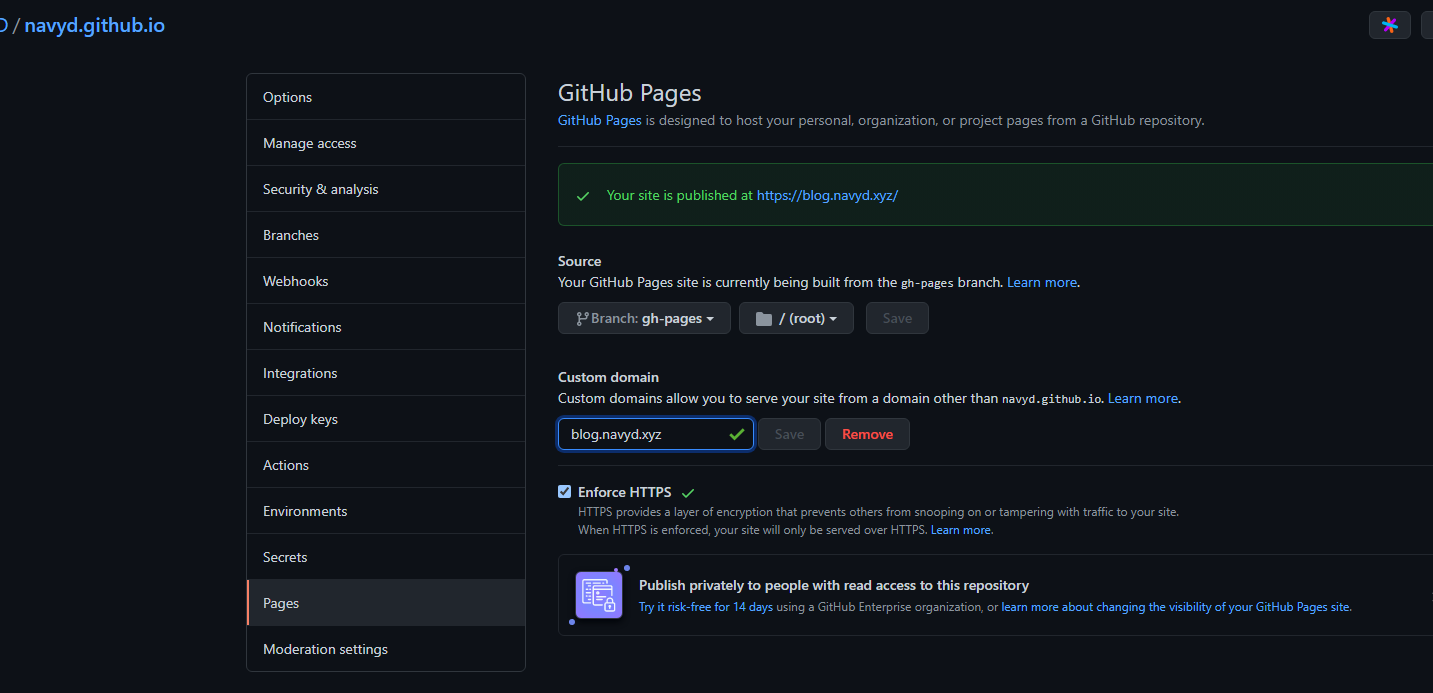 / navyd.github.io
Options
Manage access
Security & analysis
Branches
Webhooks
Notifications
Integrations
Deploy keys
Actions
Environments
Secrets
Pages
Moderation settings
GitHub Pages
GitHub Pages is designed to host your personal, organization, or project pages from a GitHub repository.
Your site is published at https://blog.navyd.xyz/
Source
Your GitHub Pages site is currently being built from the gh-pages branch. Learn more.
Branch: gh-pages / (root) Save
Custom domain
Custom domains allow you to serve your site from a domain other than navyd.github.io. Learn more.
blog.navyd.xyz Save Remove
Enforce HTTPS
HTTPS provides a layer of encryption that prevents others from snooping on or tampering with traffic to your site.
When HTTPS is enforced, your site will only be served over HTTPS. Learn more.
Publish privately to people with read access to this repository
Try it risk-free for 14 days using a GitHub Enterprise organization, or learn more about changing the visibility of your GitHub Pages site.